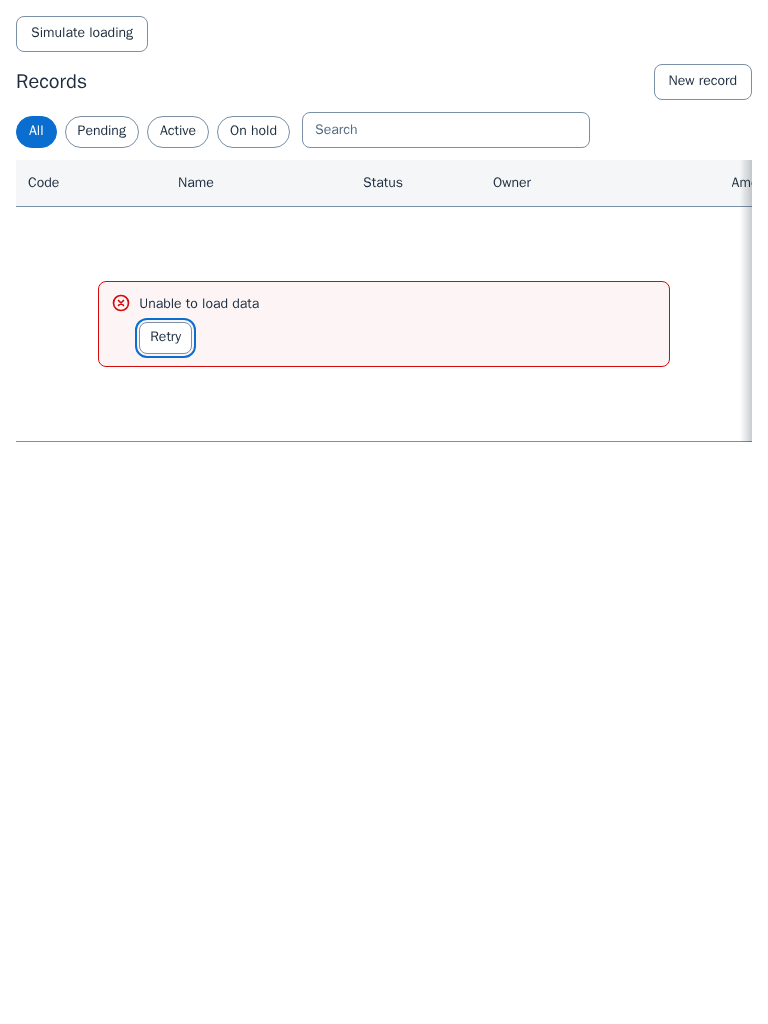 Simulate loading
Records
New record
All Pending Active On hold Search
Code Name Status Owner
Unable to load data
Retry